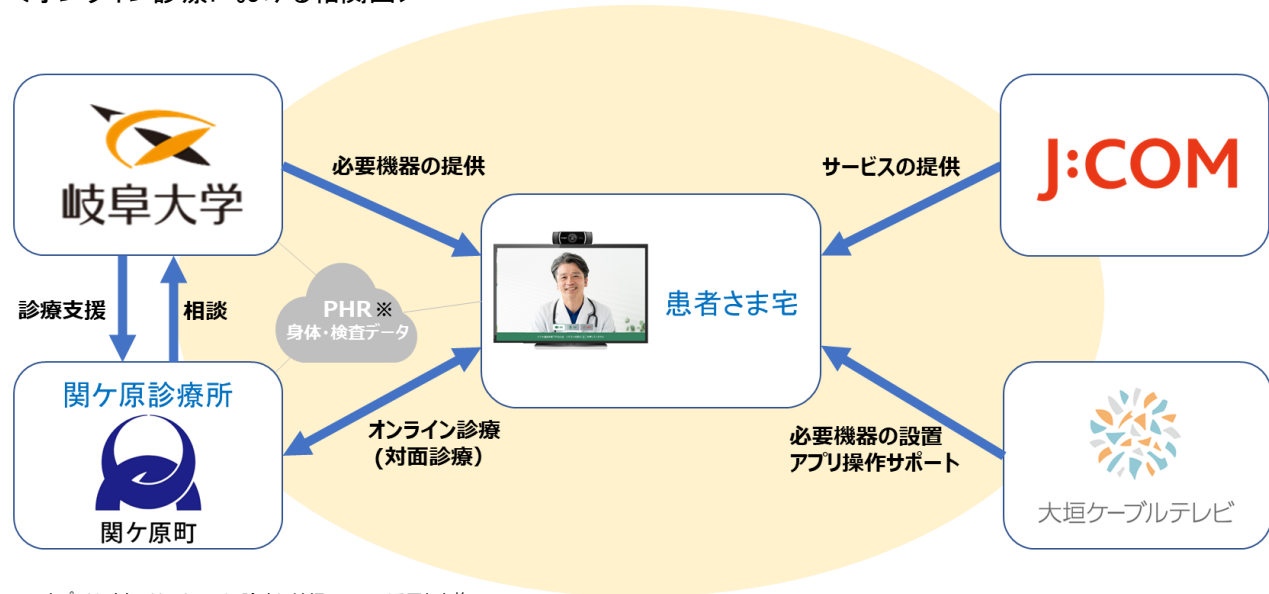 岐阜大学
必要機器の提供
サービスの提供
J:COM
診療支援
相談
PHR※
身体・検査データ
患者さま宅
関ケ原診療所
関ケ原町
オンライン診療
(対面診療）
必要機器の設置
アプリ操作サポート
大垣ケーブルテレビ